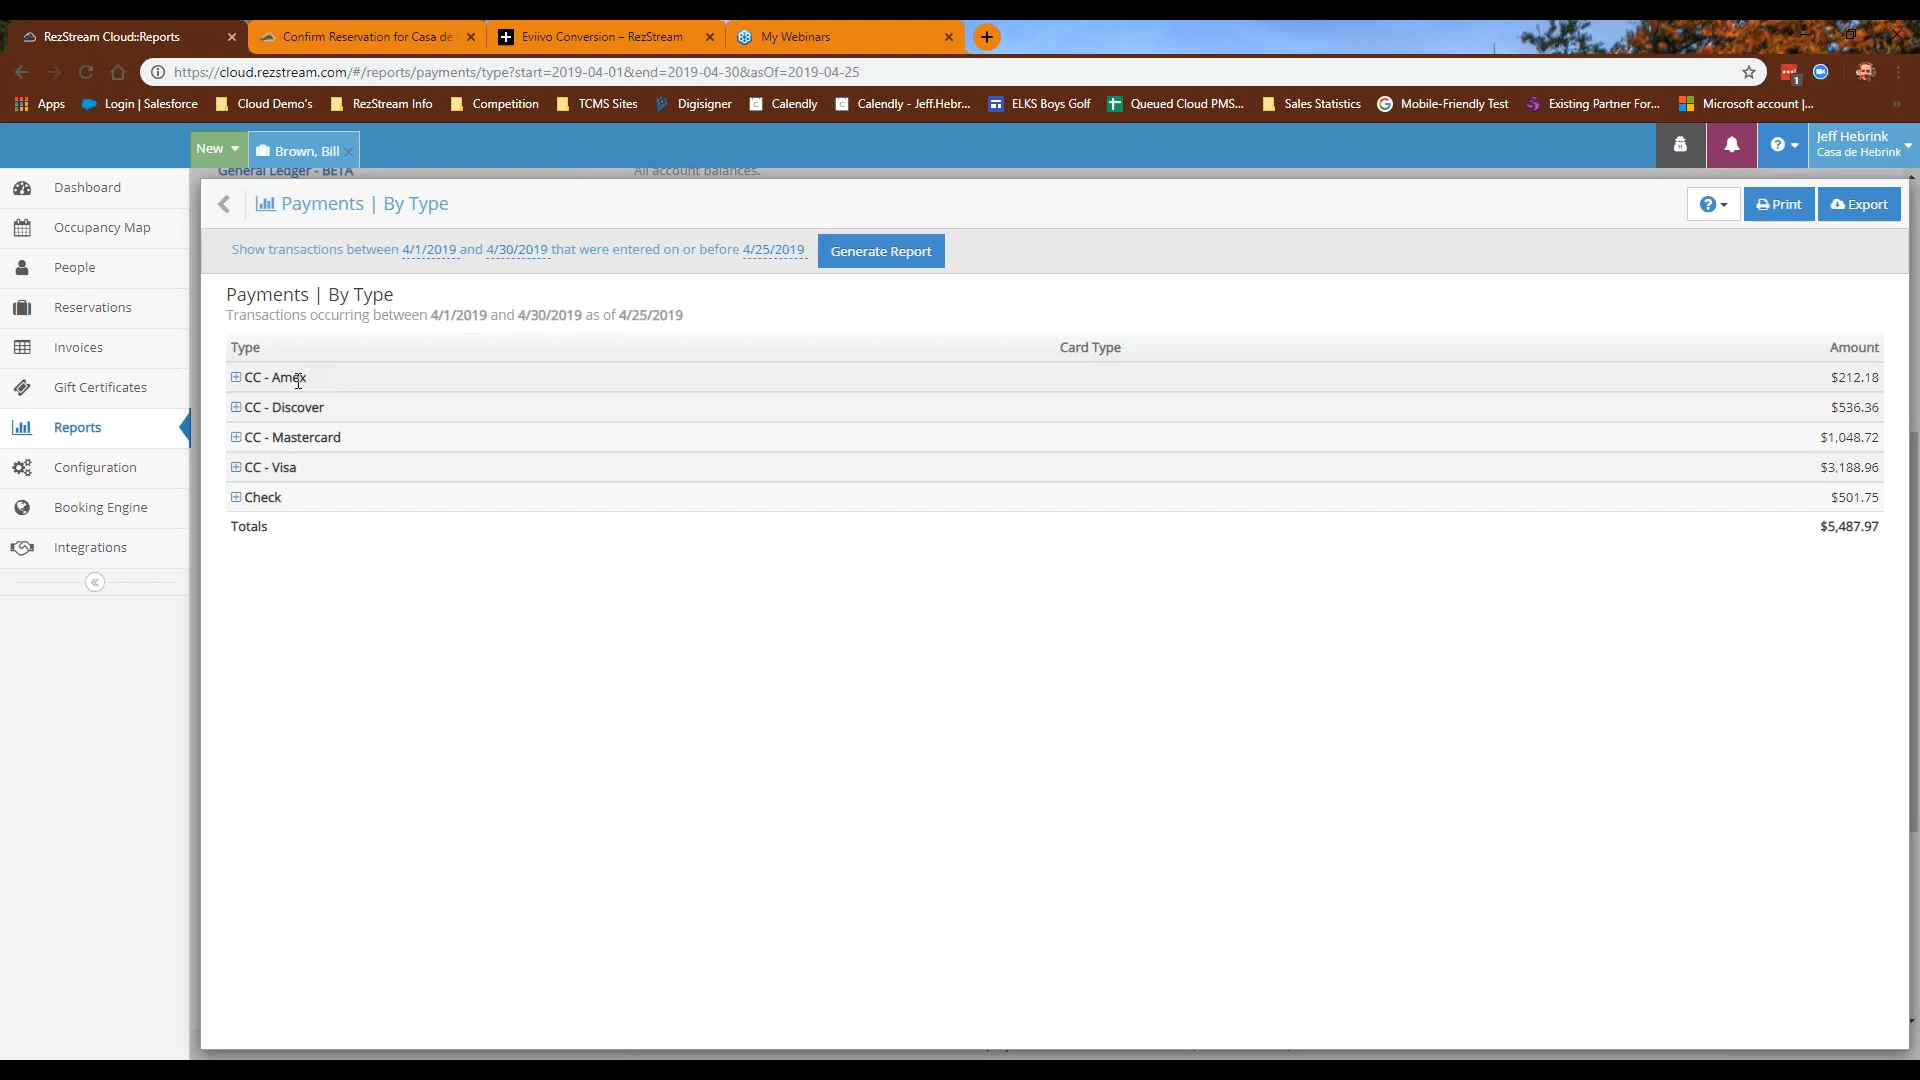 RezStream Cloud::Reports
Confirm Reservation for Casa de
Eviivo Conversion – RezStream
My Webinars
https://cloud.rezstream.com/#/reports/payments/type?start=2019-04-01&end=2019-04-30&asOf=2019-04-25
1
Apps
Login | Salesforce
Cloud Demo's
RezStream Info
Competition
TCMS Sites
Digisigner
Calendly
Calendly - Jeff.Hebr...
ELKS Boys Golf
Queued Cloud PMS...
Sales Statistics
Mobile-Friendly Test
Existing Partner For...
Microsoft account |...
New
Brown, Bill
Jeff Hebrink
Casa de Hebrink
General Ledger - BETA
All account balances.
Dashboard
Occupancy Map
People
Reservations
Invoices
Gift Certificates
Reports
Configuration
Booking Engine
Integrations
Payments | By Type
Print
Export
Show transactions between 4/1/2019 and 4/30/2019 that were entered on or before 4/25/2019
Generate Report
Payments | By Type
Transactions occurring between 4/1/2019 and 4/30/2019 as of 4/25/2019
Type Card Type Amount
CC - Amex $212.18
CC - Discover $536.36
CC - Mastercard $1,048.72
CC - Visa $3,188.96
Check $501.75
Totals $5,487.97